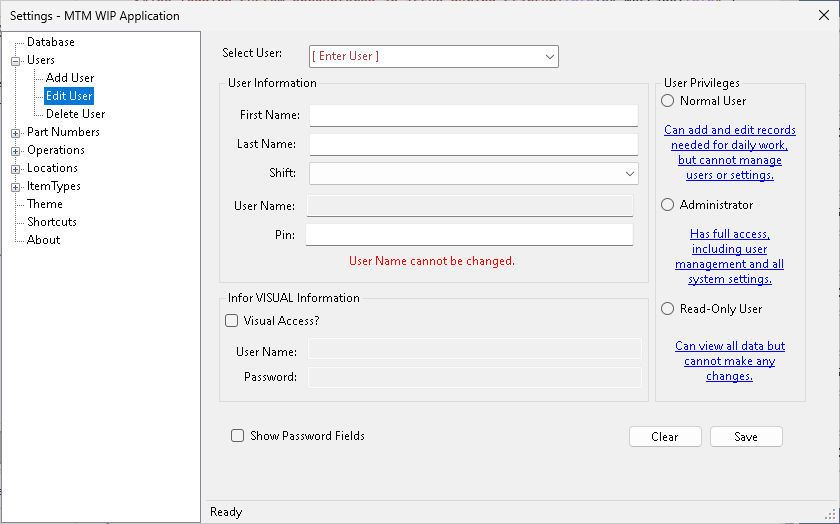 Settings - MTM WIP Application
Database
Users
Add User
Edit User
Delete User
Part Numbers
Operations
Locations
ItemTypes
Theme
Shortcuts
About
Select User:
[ Enter User ]
User Information
First Name:
Last Name:
Shift:
User Name:
Pin:
User Name cannot be changed.
Infor VISUAL Information
Visual Access?
User Name:
Password:
Show Password Fields
User Privileges
Normal User
Can add and edit records
needed for daily work,
but cannot manage
users or settings.
Administrator
Has full access,
including user
management and all
system settings.
Read-Only User
Can view all data but
cannot make any
changes.
Clear
Save
Ready